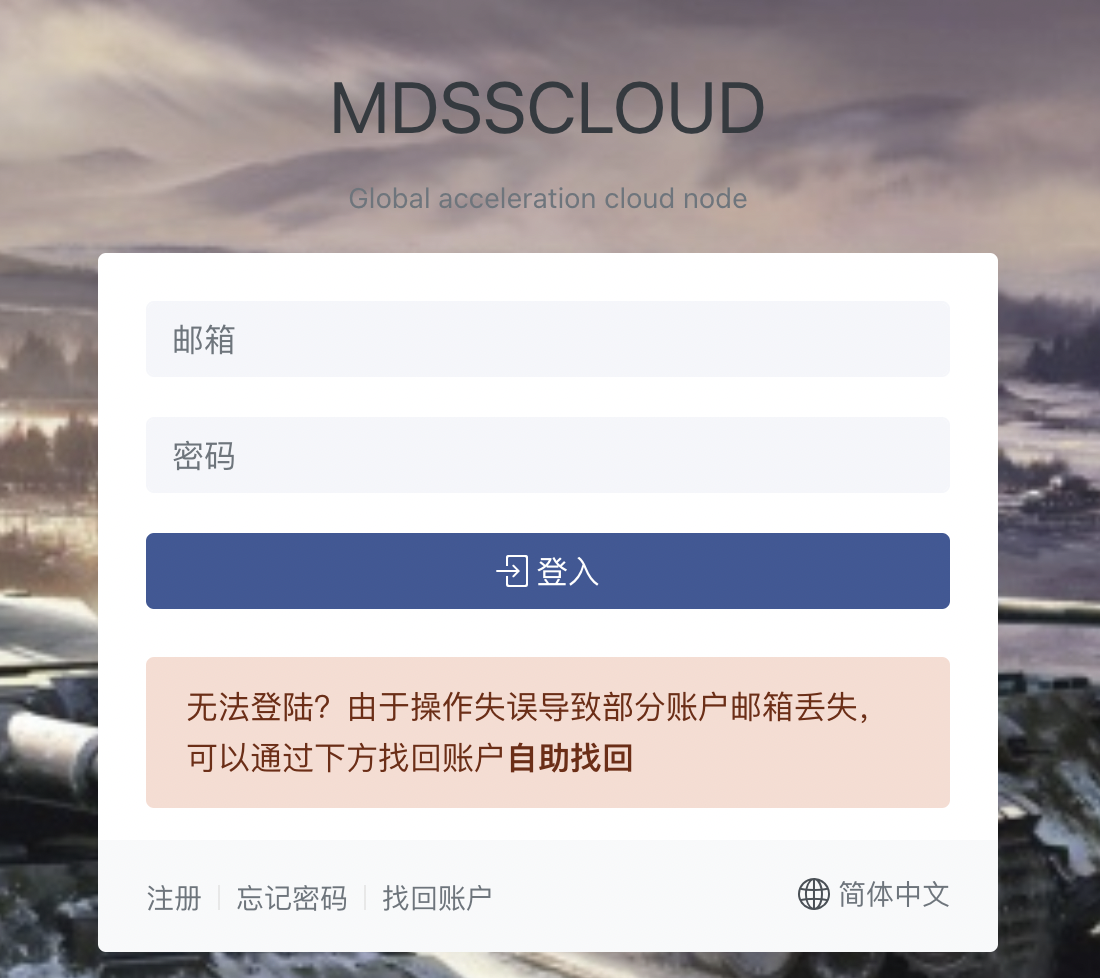 MDSSCLOUD
Global acceleration cloud node
邮箱
密码
登入
无法登陆？由于操作失误导致部分账户邮箱丢失，
可以通过下方找回账户自助找回
注册 忘记密码 找回账户 简体中文